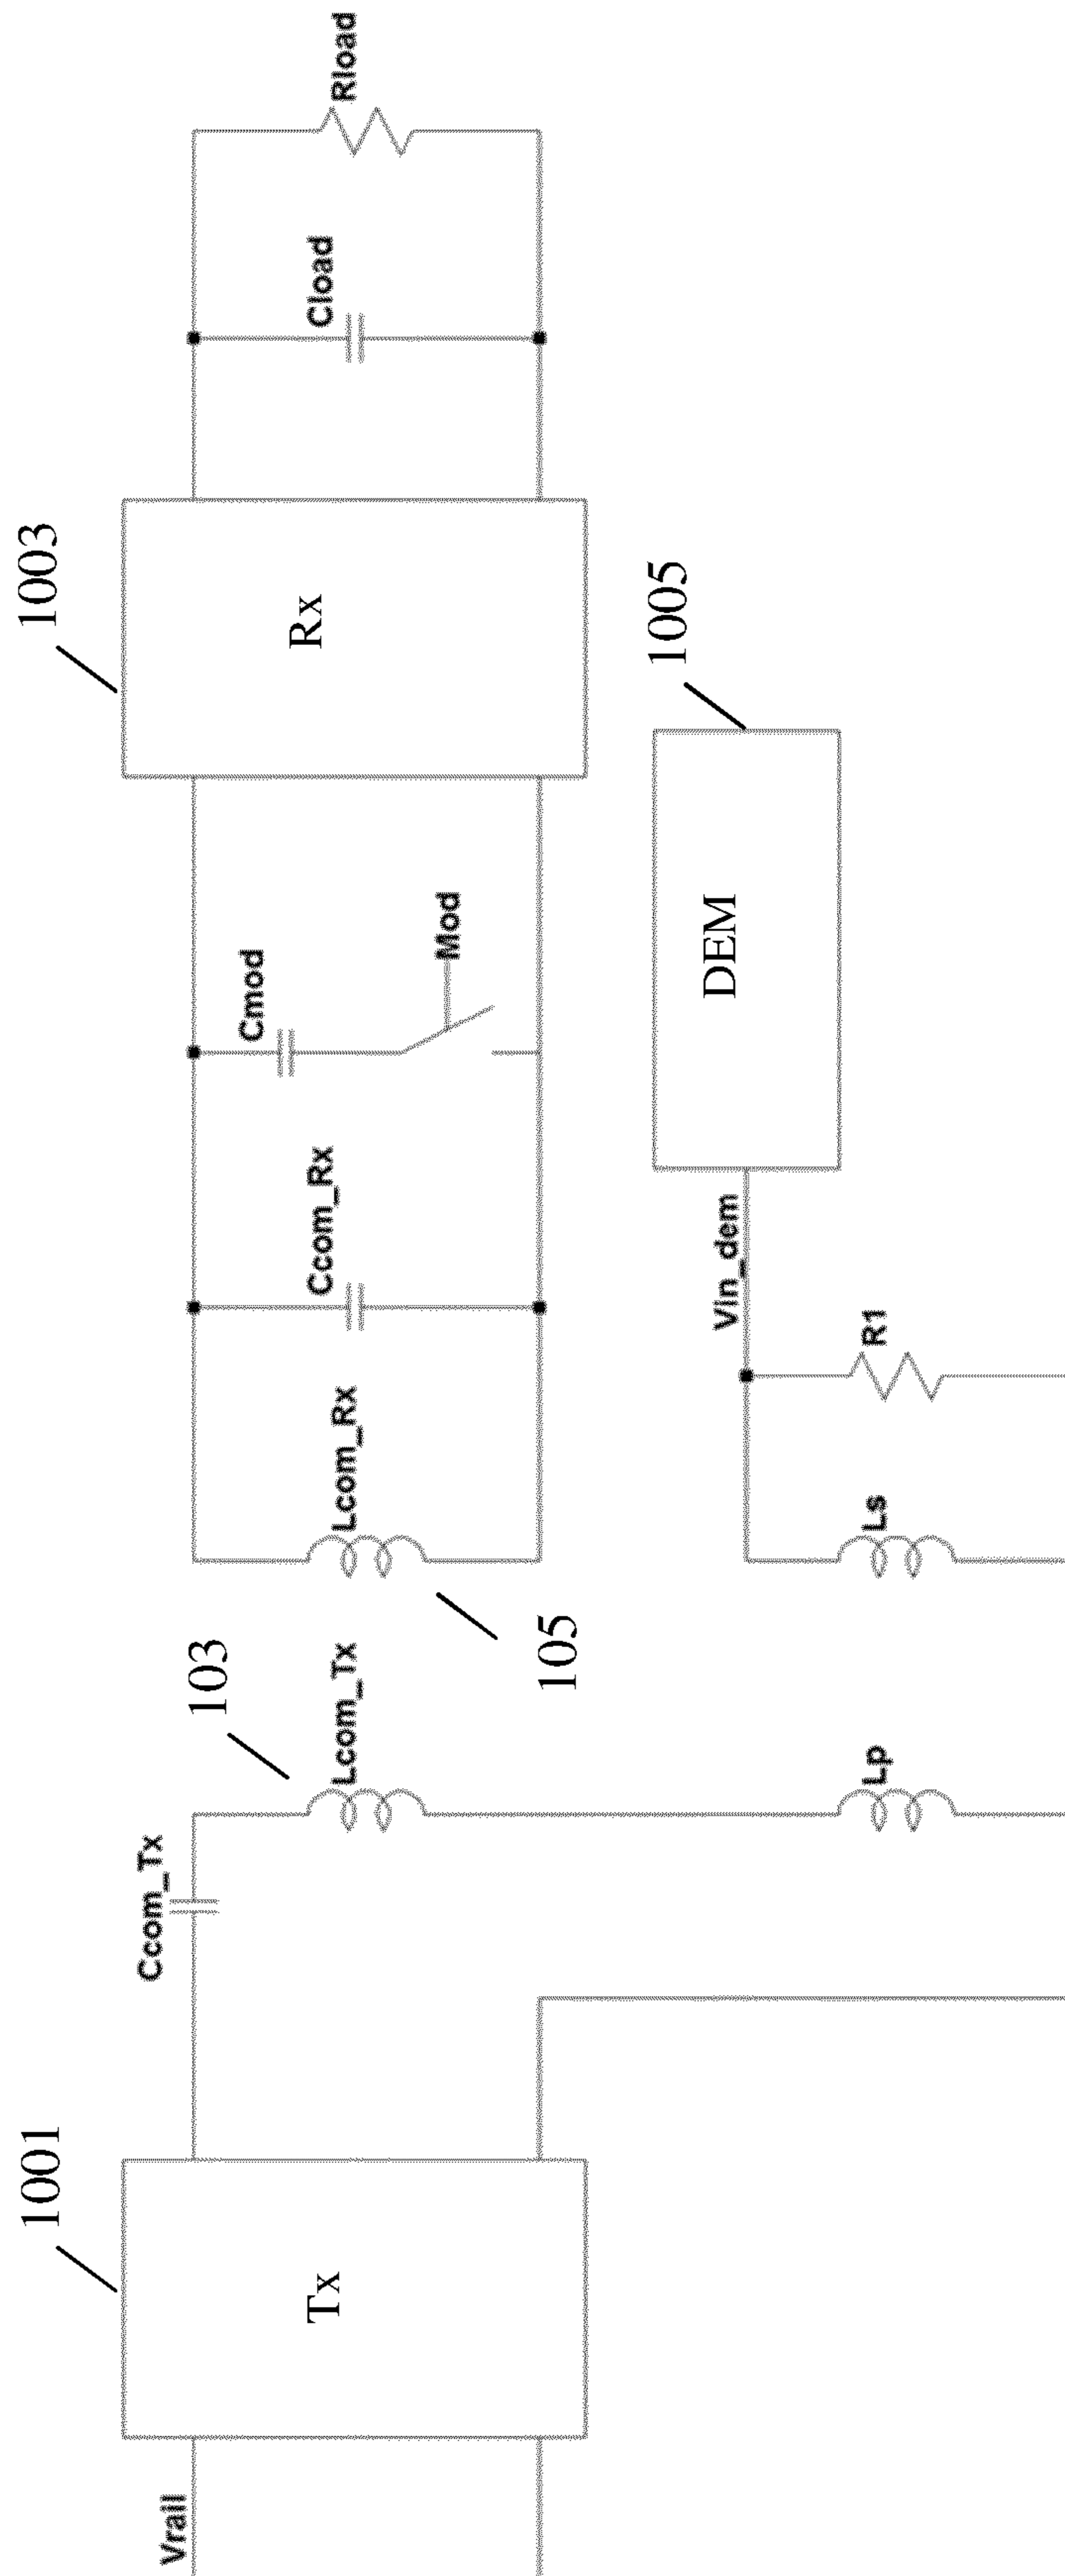 1001
1003
Vrail
Tx
Ccom_Tx
103
Lcom_Tx
105
Lcom_Rx
Ccom_Rx
Cmod
Mod
Rx
Cload
Rload
Lp
Ls
R1
Vin_dem
DEM
1005